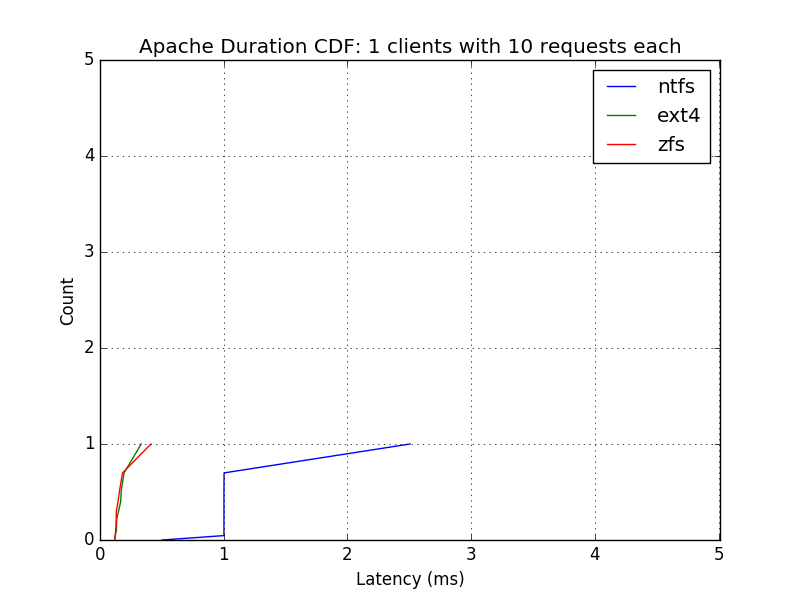 Apache Duration CDF: 1 clients with 10 requests each
ntfs
ext4
zfs
5
4
3
2
1
0
Count
0 1 2 3 4 5
Latency (ms)